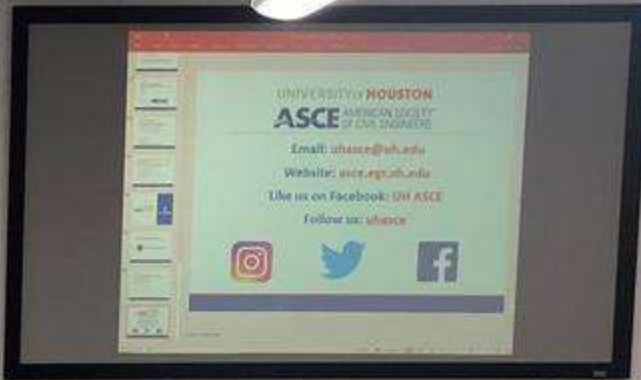 UNIVERSITY of HOUSTON
ASCE AMERICAN SOCIETY
OF CIVIL ENGINEERS
Email: uhasce@uh.edu
Website: asce.egr.uh.edu
Like us on Facebook: UH ASCE
Follow us: uhasce